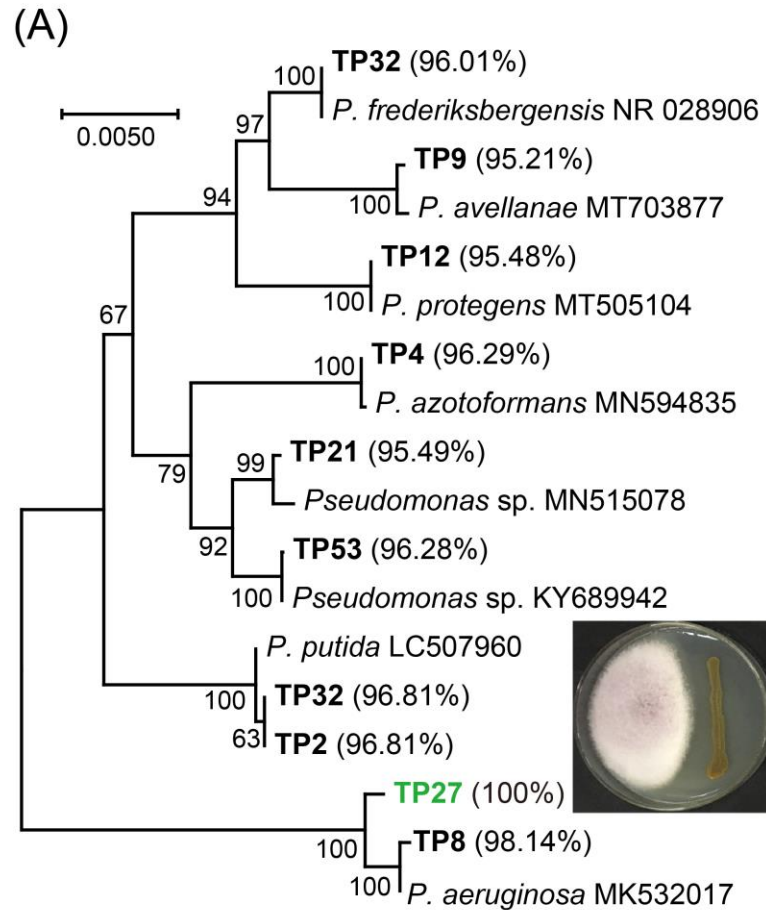 (A)
0.0050
100
TP32 (96.01%)
P. frederiksbergensis NR 028906
97
TP9 (95.21%)
100
P. avellanae MT703877
94
TP12 (95.48%)
100
P. protegens MT505104
67
100
TP4 (96.29%)
P. azotoformans MN594835
79
99
TP21 (95.49%)
Pseudomonas sp. MN515078
92
TP53 (96.28%)
100
Pseudomonas sp. KY689942
P. putida LC507960
100
TP32 (96.81%)
63
TP2 (96.81%)
TP27 (100%)
100
TP8 (98.14%)
100
P. aeruginosa MK532017